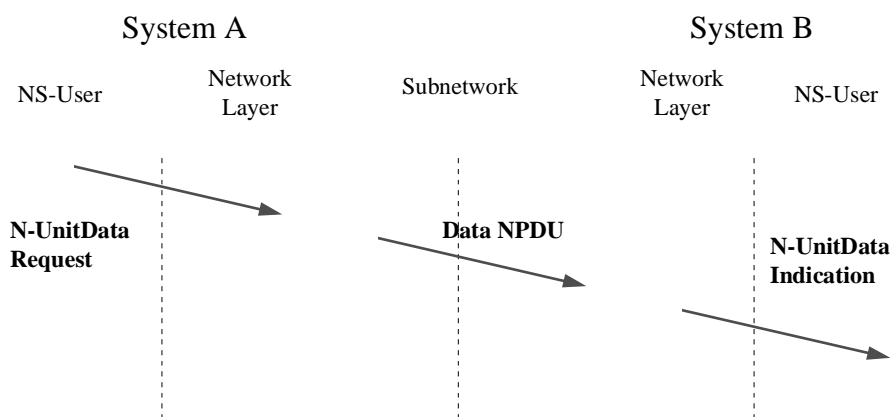 System A
System B
NS-User
Network
Layer
Subnetwork
Network
Layer
NS-User
N-UnitData
Request
Data NPDU
N-UnitData
Indication